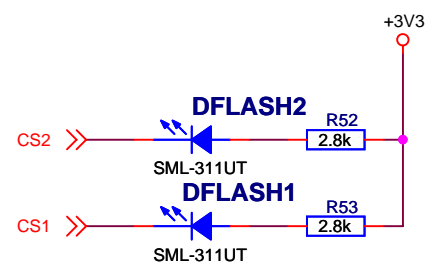 +3V3
DFLASH2
R52
CS2
2.8k
SML-311UT
DFLASH1
R53
CS1
2.8k
SML-311UT